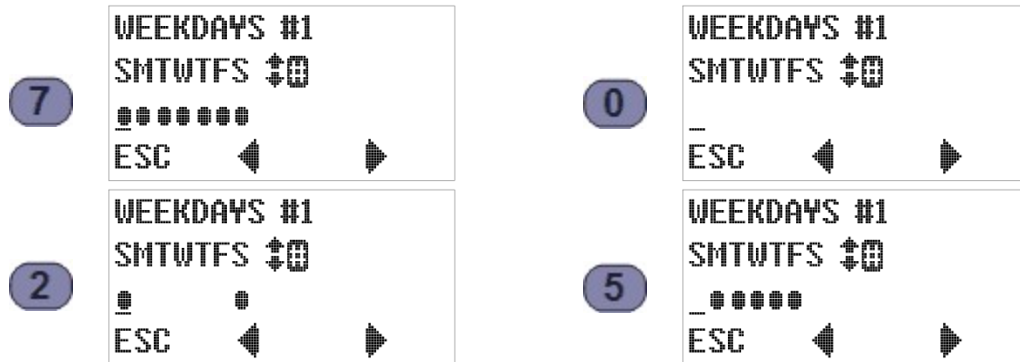 7
WEEKDAYS #1
SMTWTFS
ESC
0
WEEKDAYS #1
SMTWTFS
ESC
2
WEEKDAYS #1
SMTWTFS
ESC
5
WEEKDAYS #1
SMTWTFS
ESC